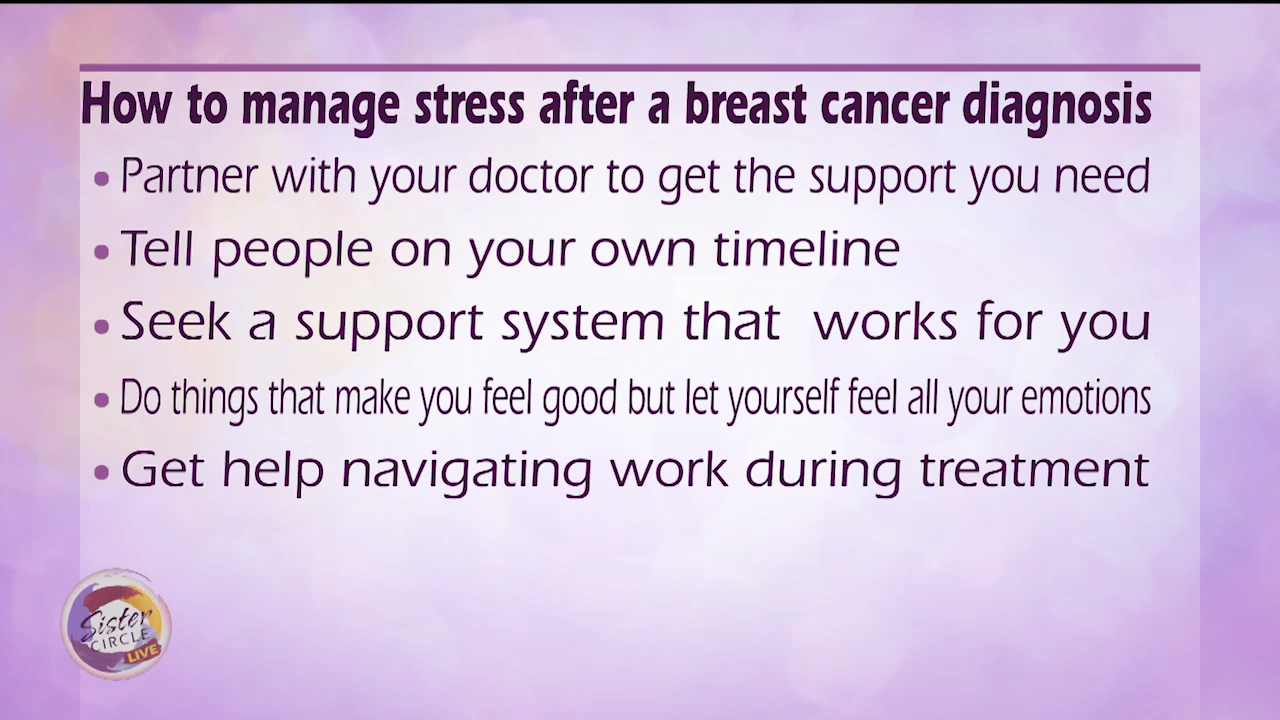 How to manage stress after a breast cancer diagnosis
• Partner with your doctor to get the support you need
• Tell people on your own timeline
• Seek a support system that  works for you
• Do things that make you feel good but let yourself feel all your emotions
• Get help navigating work during treatment
Sister
CIRCLE
LIVE